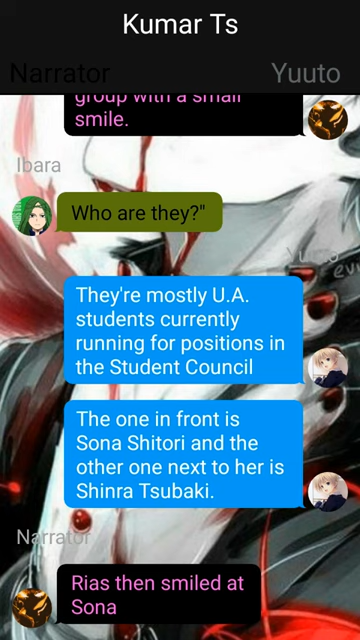 Kumar Ts
Narrator
Yuuto
group with a small
smile.
Ibara
Who are they?"
Yuuto
They're mostly U.A.
students currently
running for positions in
the Student Council
The one in front is
Sona Shitori and the
other one next to her is
Shinra Tsubaki.
Narrator
Rias then smiled at
Sona